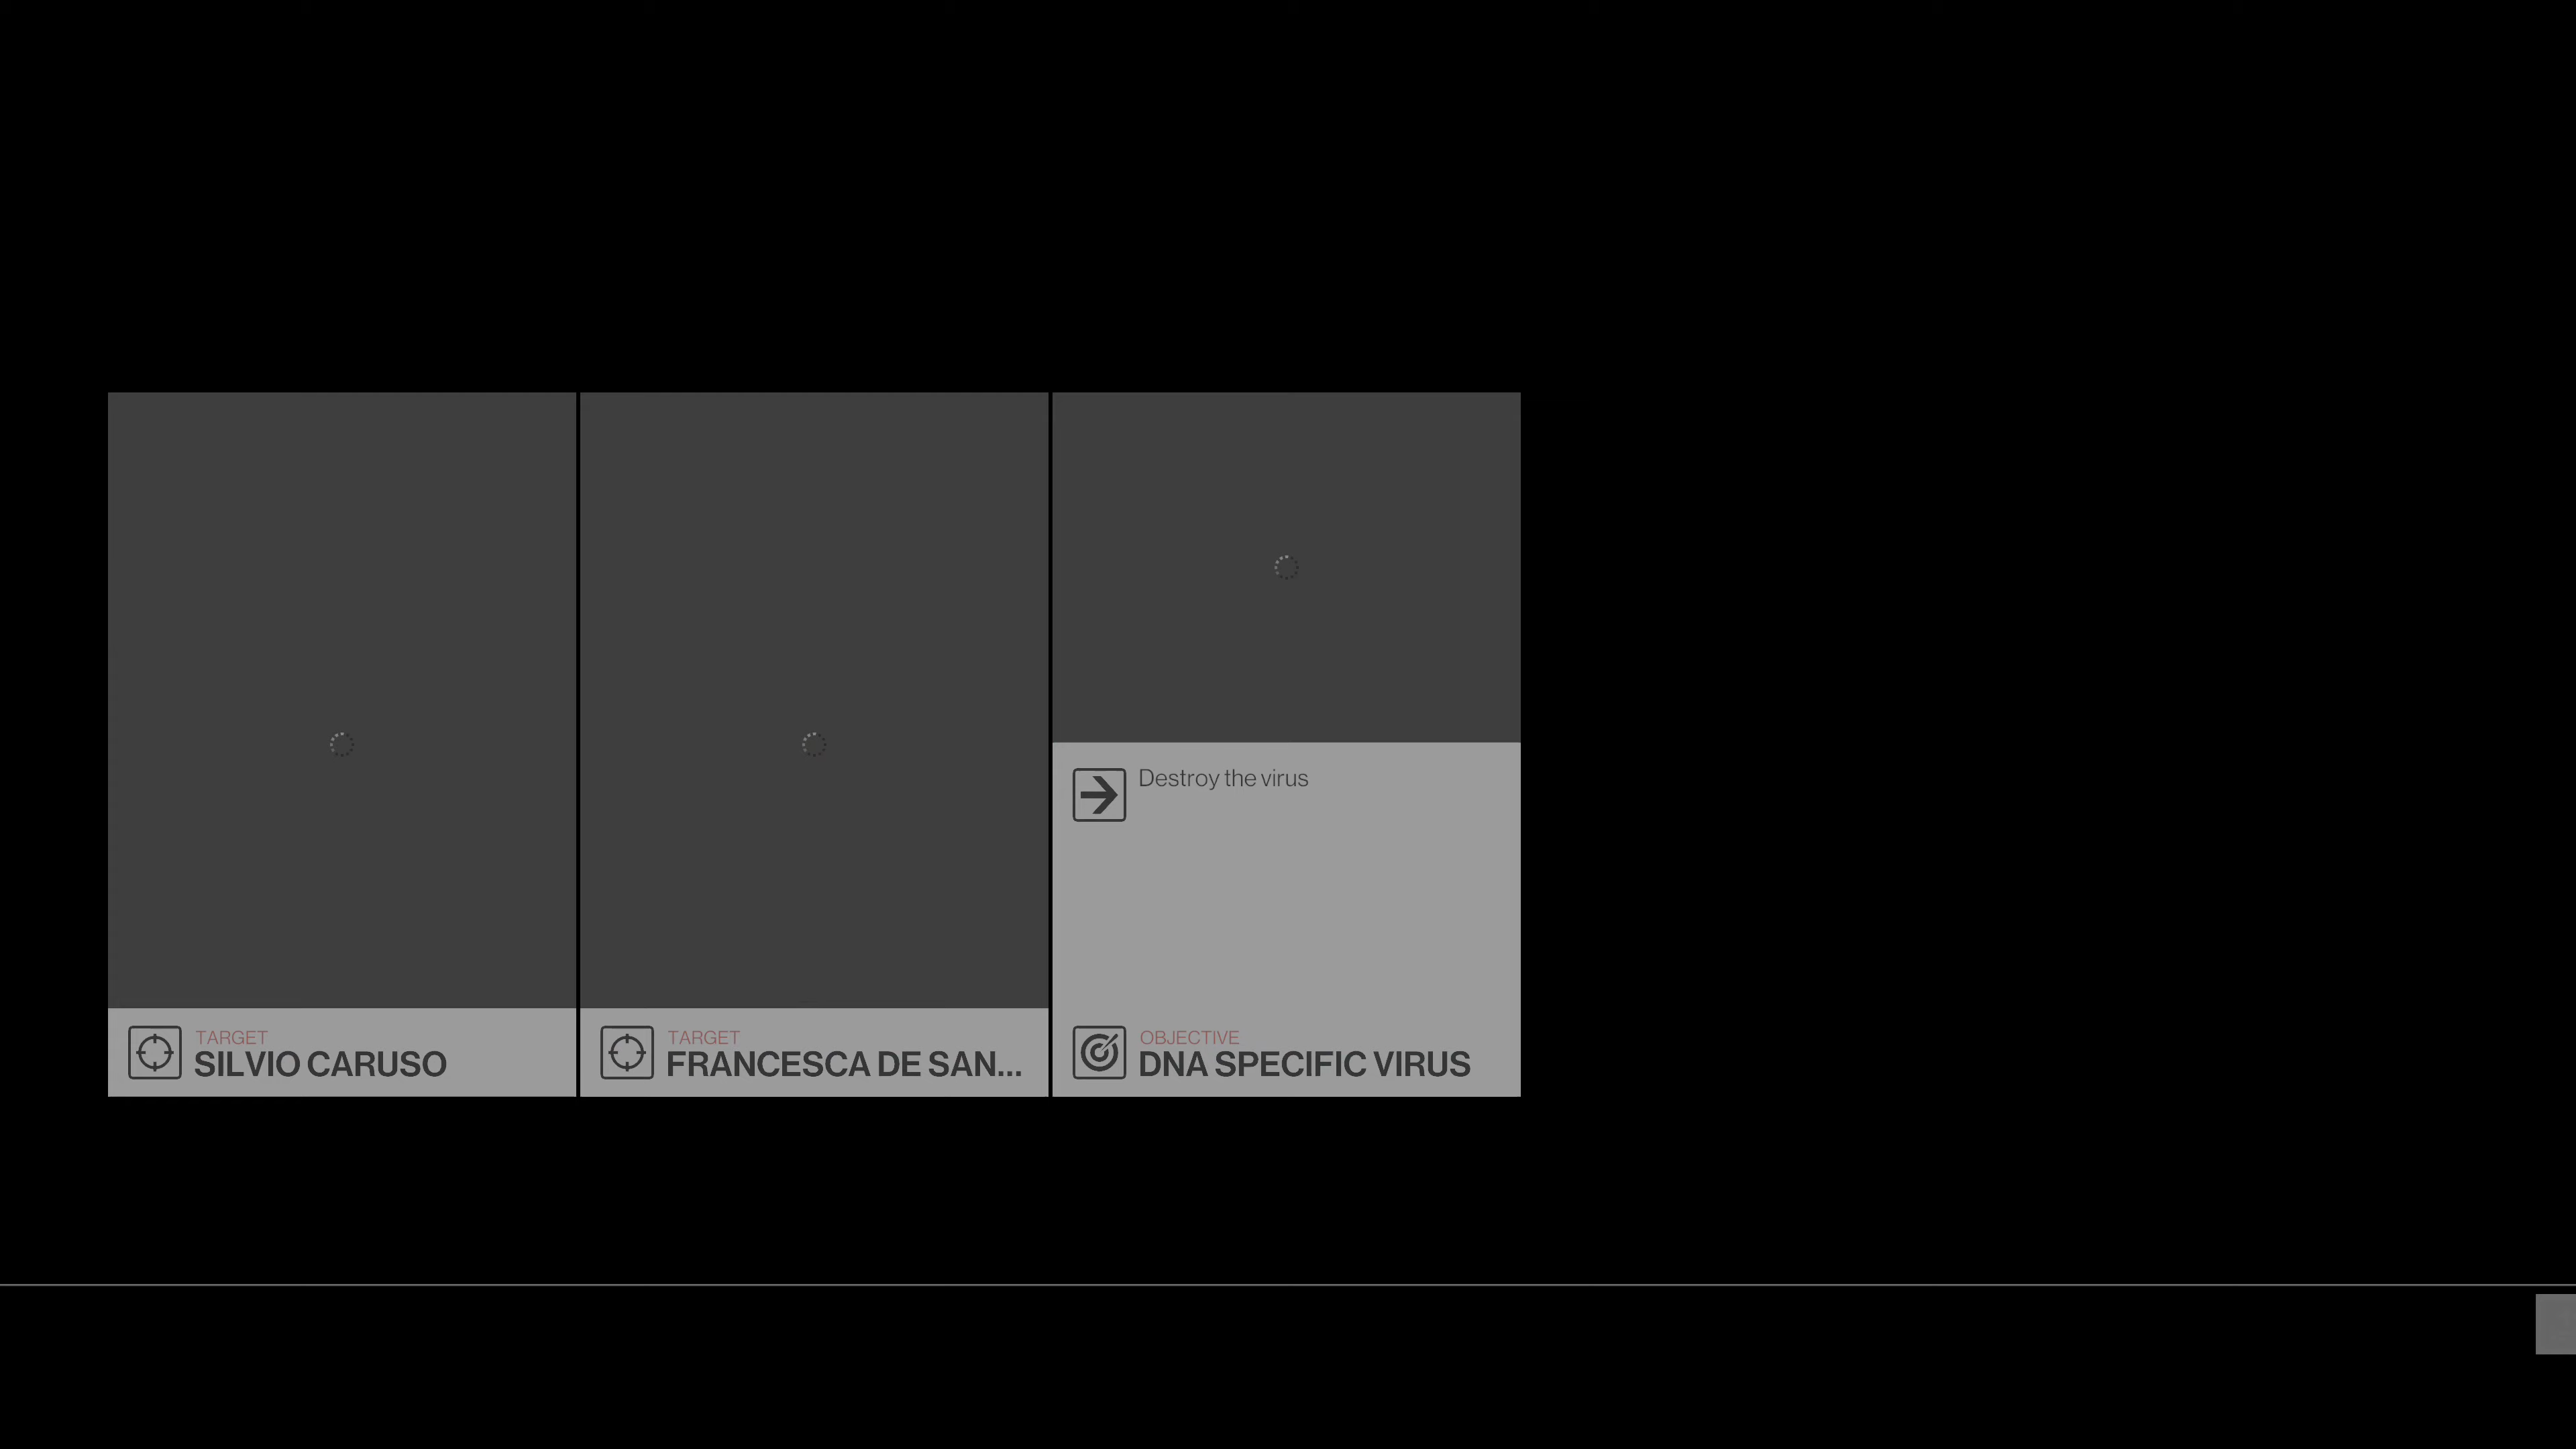 TARGET
SILVIO CARUSO
TARGET
FRANCESCA DE SAN...
Destroy the virus
OBJECTIVE
DNA SPECIFIC VIRUS